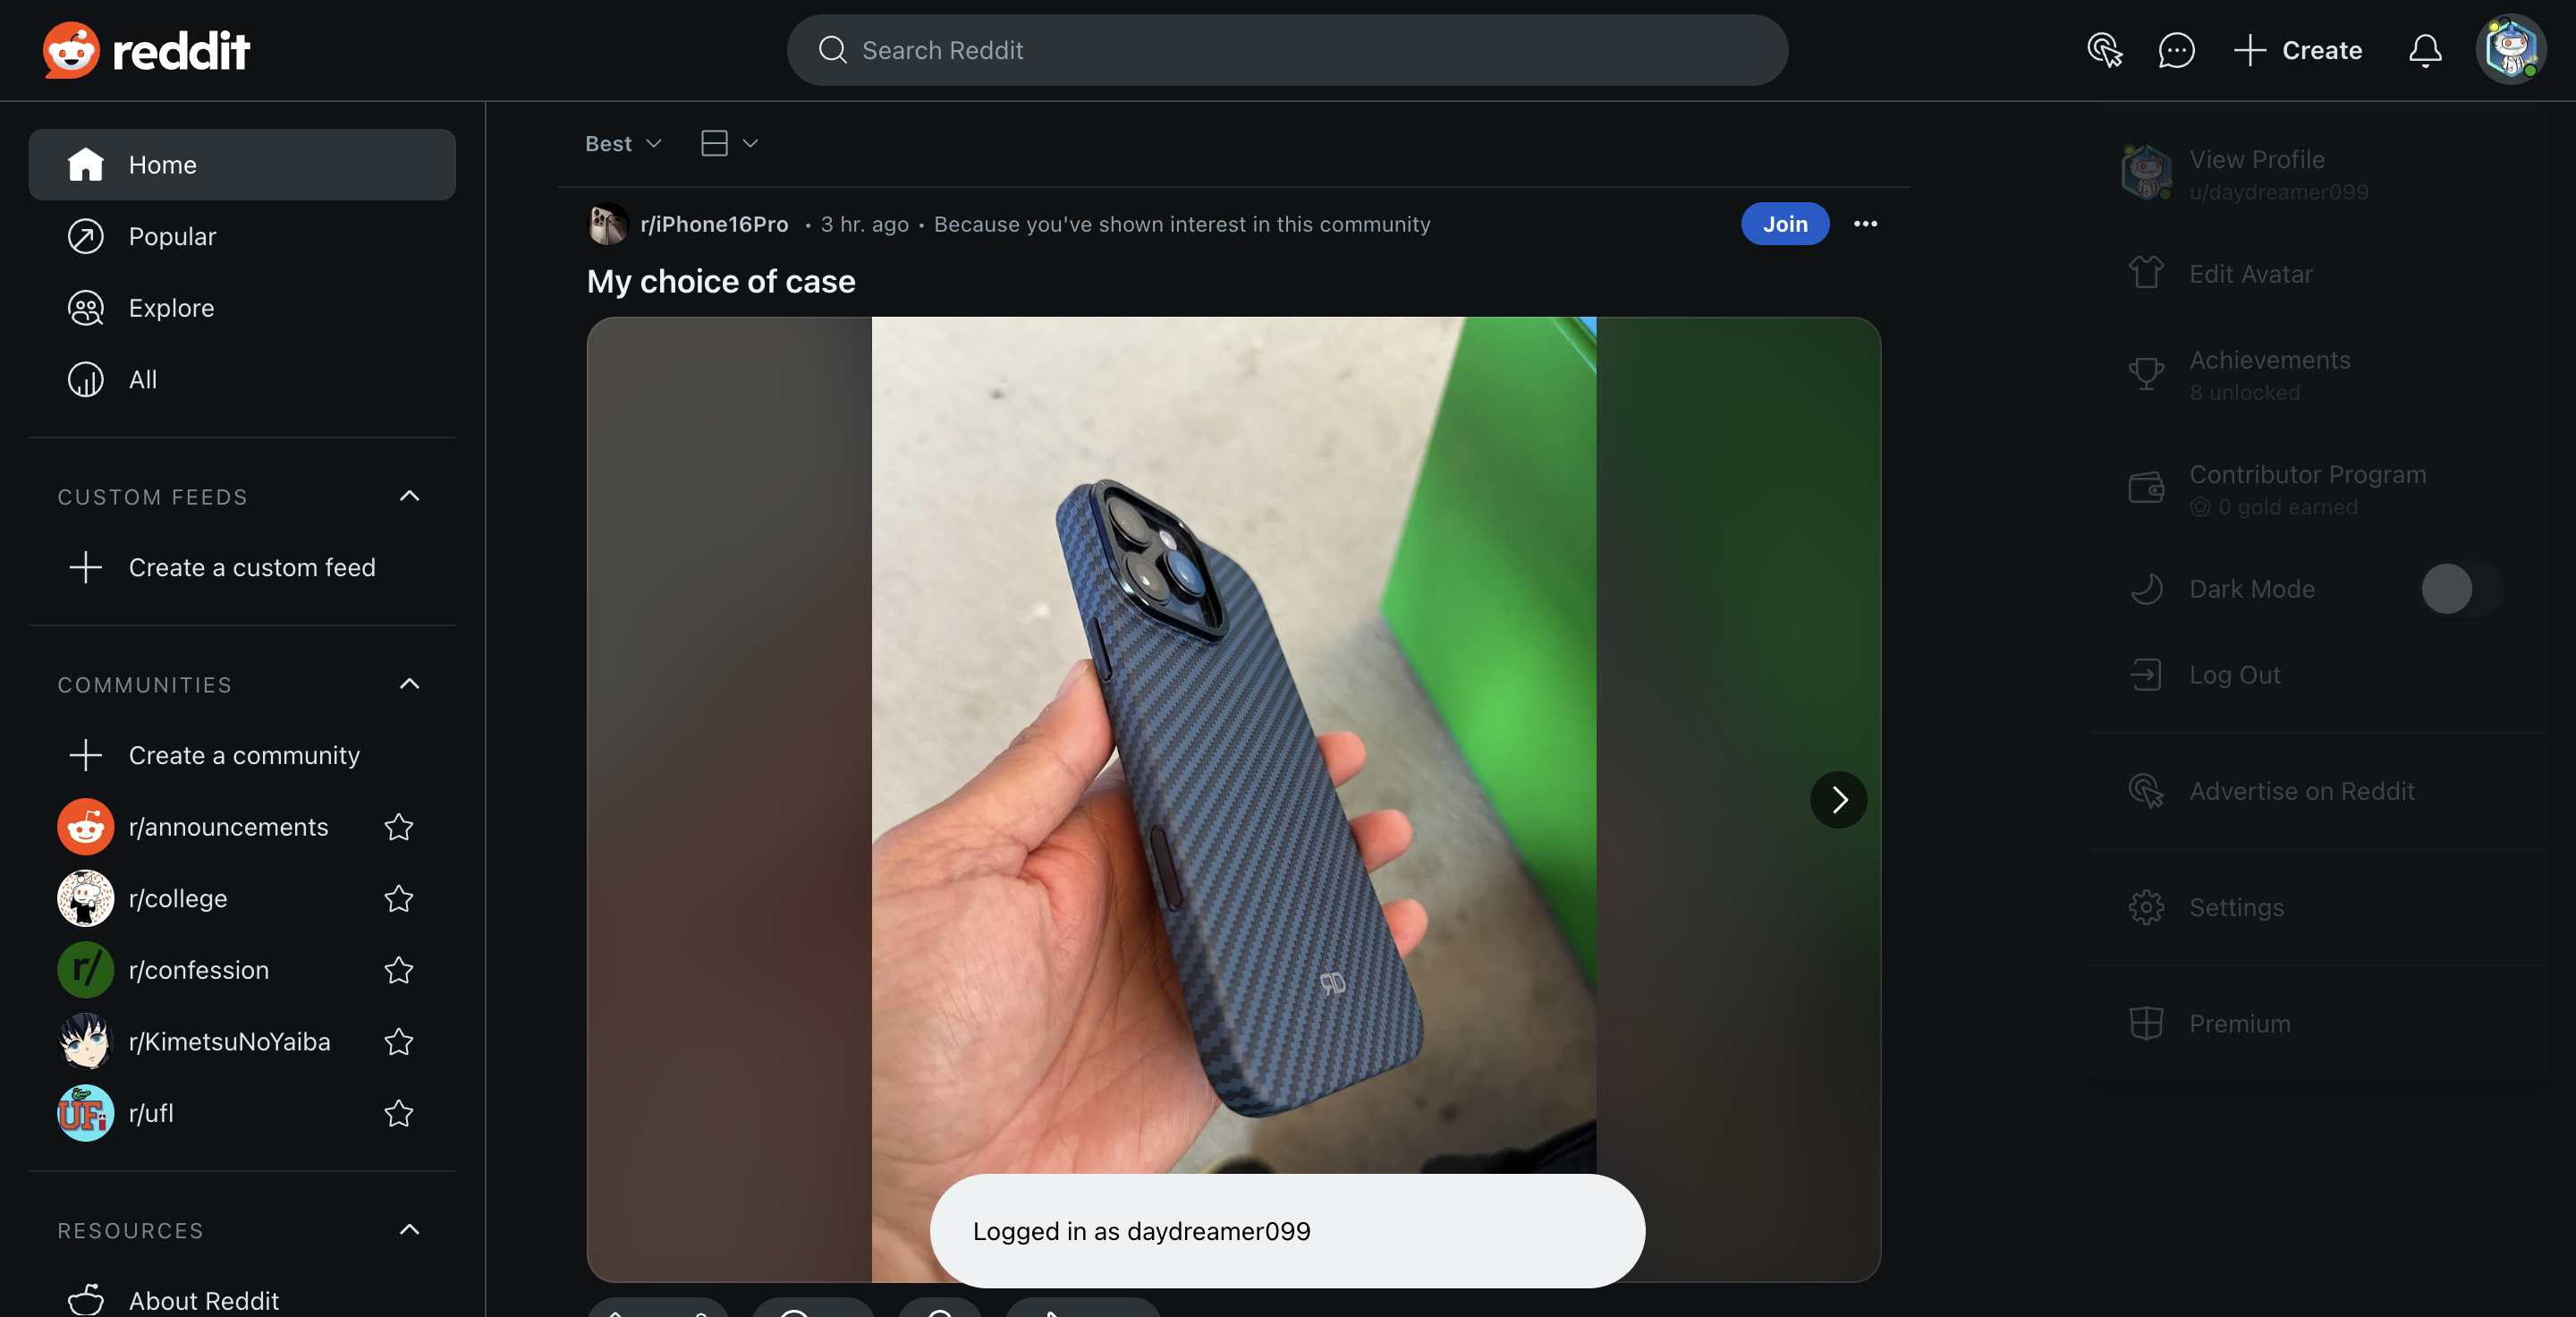 reddit
Search Reddit
Create
Home
Popular
Explore
All
CUSTOM FEEDS
Create a custom feed
COMMUNITIES
Create a community
r/announcements
r/college
r/confession
r/KimetsuNoYaiba
r/ufl
RESOURCES
About Reddit
Best
r/iPhone16Pro • 3 hr. ago • Because you've shown interest in this community
Join
My choice of case
Logged in as daydreamer099
View Profile
u/daydreamer099
Edit Avatar
Achievements
8 unlocked
Contributor Program
0 gold earned
Dark Mode
Log Out
Advertise on Reddit
Settings
Premium